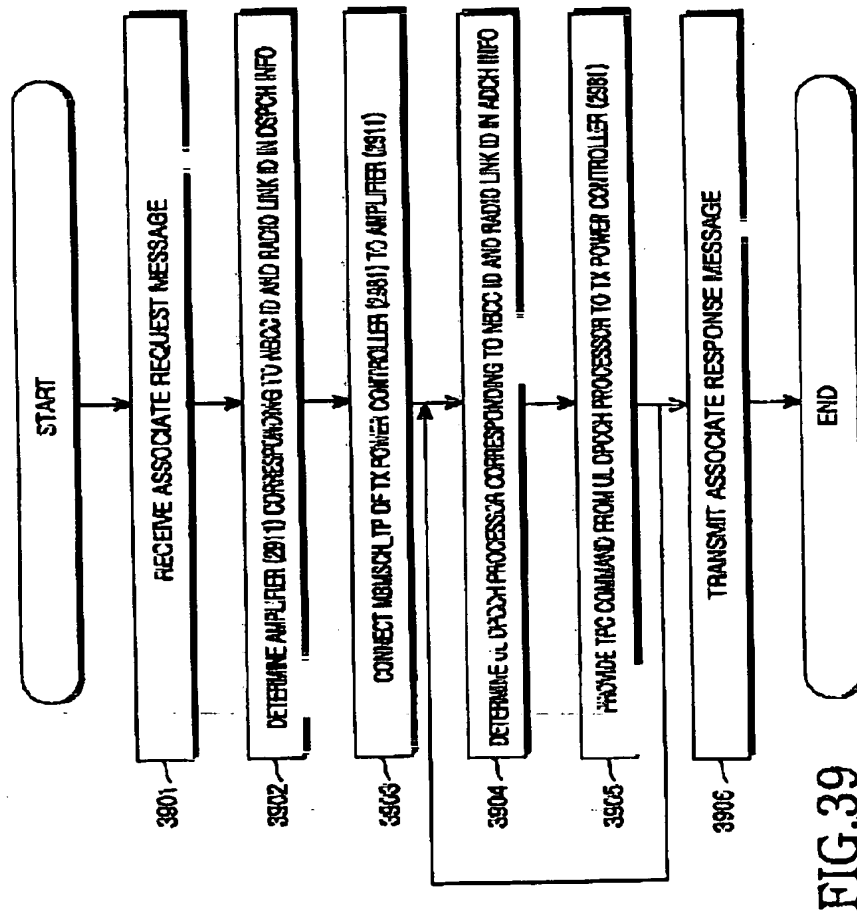 START
3901
RECEIVE ASSOCIATE REQUEST MESSAGE
3902
DETERMINE AMPLIFIER (2911) CORRESPONDING TO NBCC ID AND RADIO LINK ID IN DSPCH INFO
3903
CONNECT MBMSCH_TP OF TX POWER CONTROLLER (2981) TO AMPLIFIER (2911)
3904
DETERMINE UL DPCCH PROCESSOR CORRESPONDING TO NBCC ID AND RADIO LINK ID IN ADCH INFO
3905
PROVIDE TPC COMMAND FROM UL DPCCH PROCESSOR TO TX POWER CONTROLLER (2981)
3906
TRANSMIT ASSOCIATE RESPONSE MESSAGE
END
FIG.39